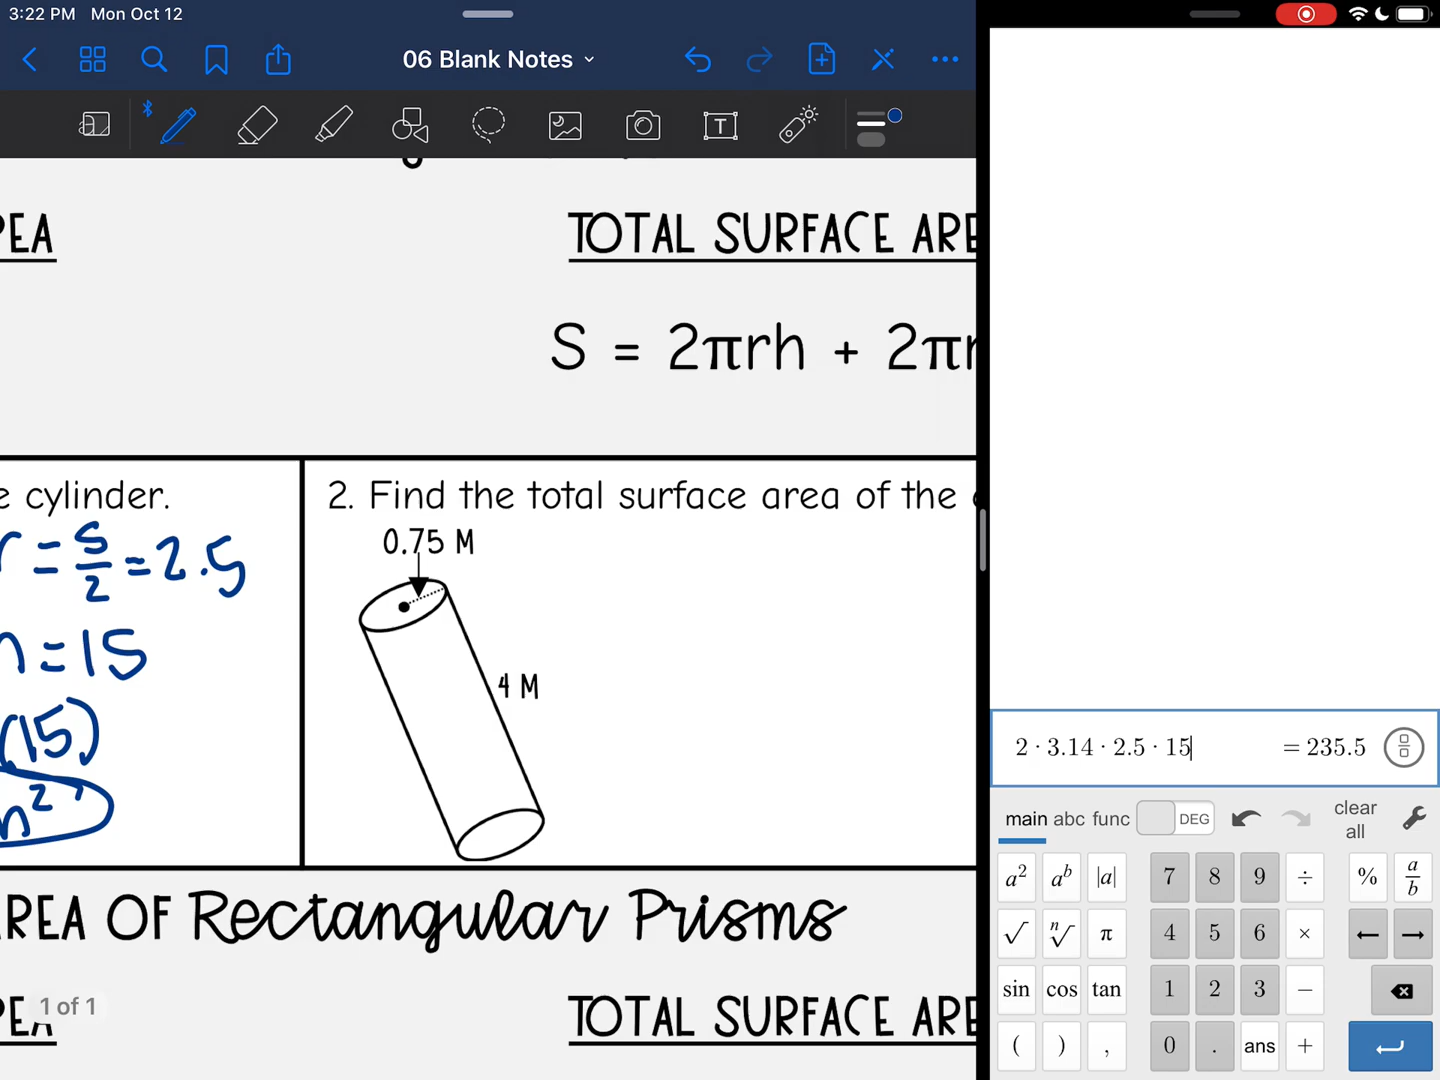 3:22 PM Mon Oct 12
06 Blank Notes
T
REA
TOTAL SURFACE ARE
S = 2πrh + 2πr
e cylinder.
r = 5/2 = 2.5
h = 15
(15)
2. Find the total surface area of the
0.75 M
4 M
2 · 3.14 · 2.5 · 15 = 235.5
main abc func DEG clear all
a² aᵇ |a| 7 8 9 ÷ % a/b
√ ⁿ√ π 4 5 6 × ← →
sin cos tan 1 2 3 −
( ) , 0 . ans +
REA OF Rectangular Prisms
1 of 1
TOTAL SURFACE ARE